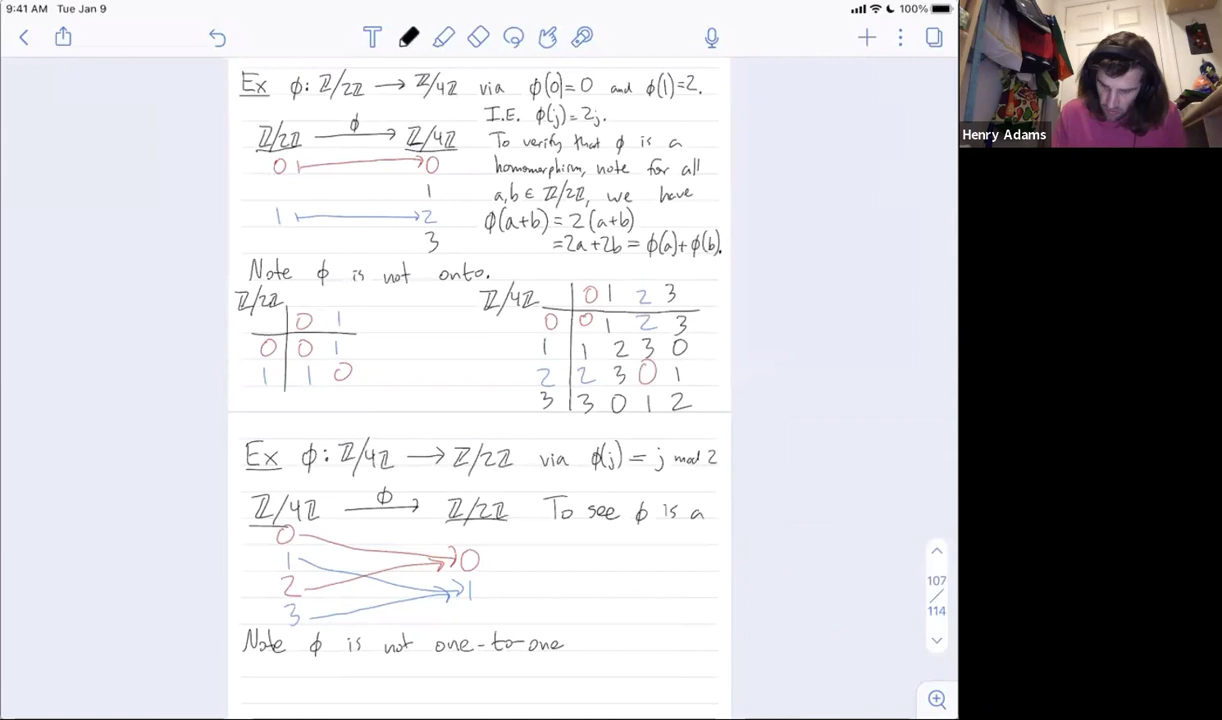 9:41 AM Tue Jan 9
100%
Henry Adams
Ex φ: ℤ/2ℤ → ℤ/4ℤ via φ(0)=0 and φ(1)=2.
I.E. φ(j)=2j.
ℤ/2ℤ φ→ ℤ/4ℤ
To verify that φ is a
homomorphism, note for all
a,b ∈ ℤ/2ℤ, we have
φ(a+b) = 2(a+b)
=2a+2b = φ(a)+φ(b).
0 0
1
1 2
3
Note φ is not onto.
ℤ/2ℤ
0 1
0 0 1
1 1 0
ℤ/4ℤ 0 1 2 3
0 0 1 2 3
1 1 2 3 0
2 2 3 0 1
3 3 0 1 2
Ex φ: ℤ/4ℤ → ℤ/2ℤ via φ(j) = j mod 2
ℤ/4ℤ φ→ ℤ/2ℤ To see φ is a
0
1 0
2 1
3
Note φ is not one-to-one
107
/
114